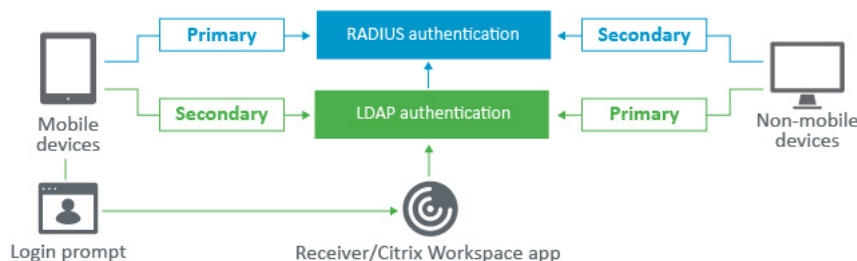 Primary
RADIUS authentication
Secondary
Secondary
LDAP authentication
Primary
Mobile
devices
Non-mobile
devices
Login prompt
Receiver/Citrix Workspace app